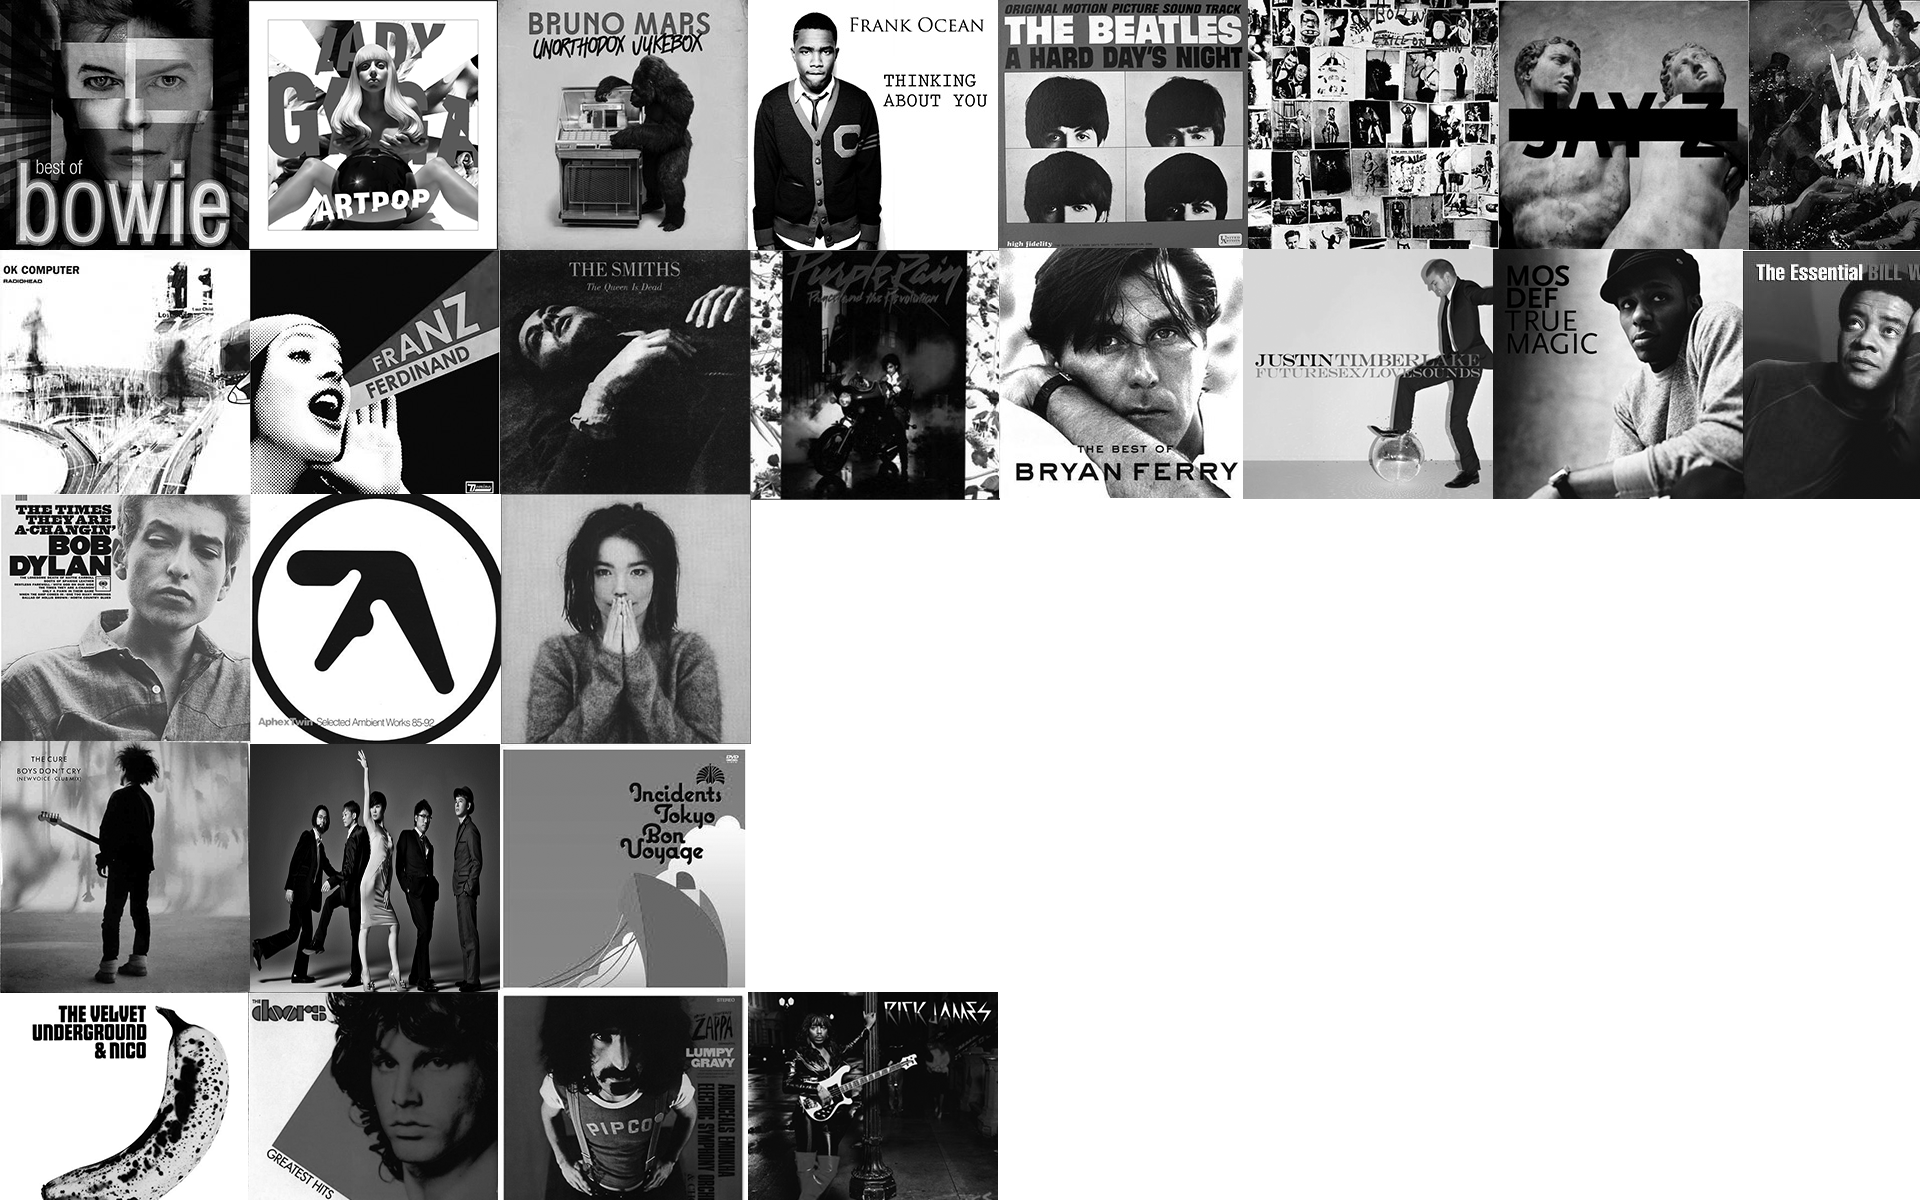 best of
bowie
LADY
GAGA
ARTPOP
BRUNO MARS
UNORTHODOX JUKEBOX
FRANK OCEAN
THINKING
ABOUT YOU
ORIGINAL MOTION PICTURE SOUND TRACK
THE BEATLES
A HARD DAY'S NIGHT
high fidelity
JAY Z
VIVA
LA VID
OK COMPUTER
RADIOHEAD
FRANZ
FERDINAND
Domino
THE SMITHS
The Queen Is Dead
Purple Rain
Prince and the Revolution
THE BEST OF
BRYAN FERRY
JUSTINTIMBERLAKE
FUTURESEX/LOVESOUNDS
MOS
DEF
TRUE
MAGIC
The Essential BILL W
THE TIMES
THEY ARE
A-CHANGIN'
BOB
DYLAN
AphexTwin Selected Ambient Works 85-92
THE CURE
BOYS DON'T CRY
(NEW VOICE · CLUB MIX)
Incidents
Tokyo
Bon
Voyage
THE VELVET
UNDERGROUND
& NICO
THE
doors
GREATEST HITS
STEREO
ZAPPA
LUMPY
GRAVY
PIPCO
RICK JAMES